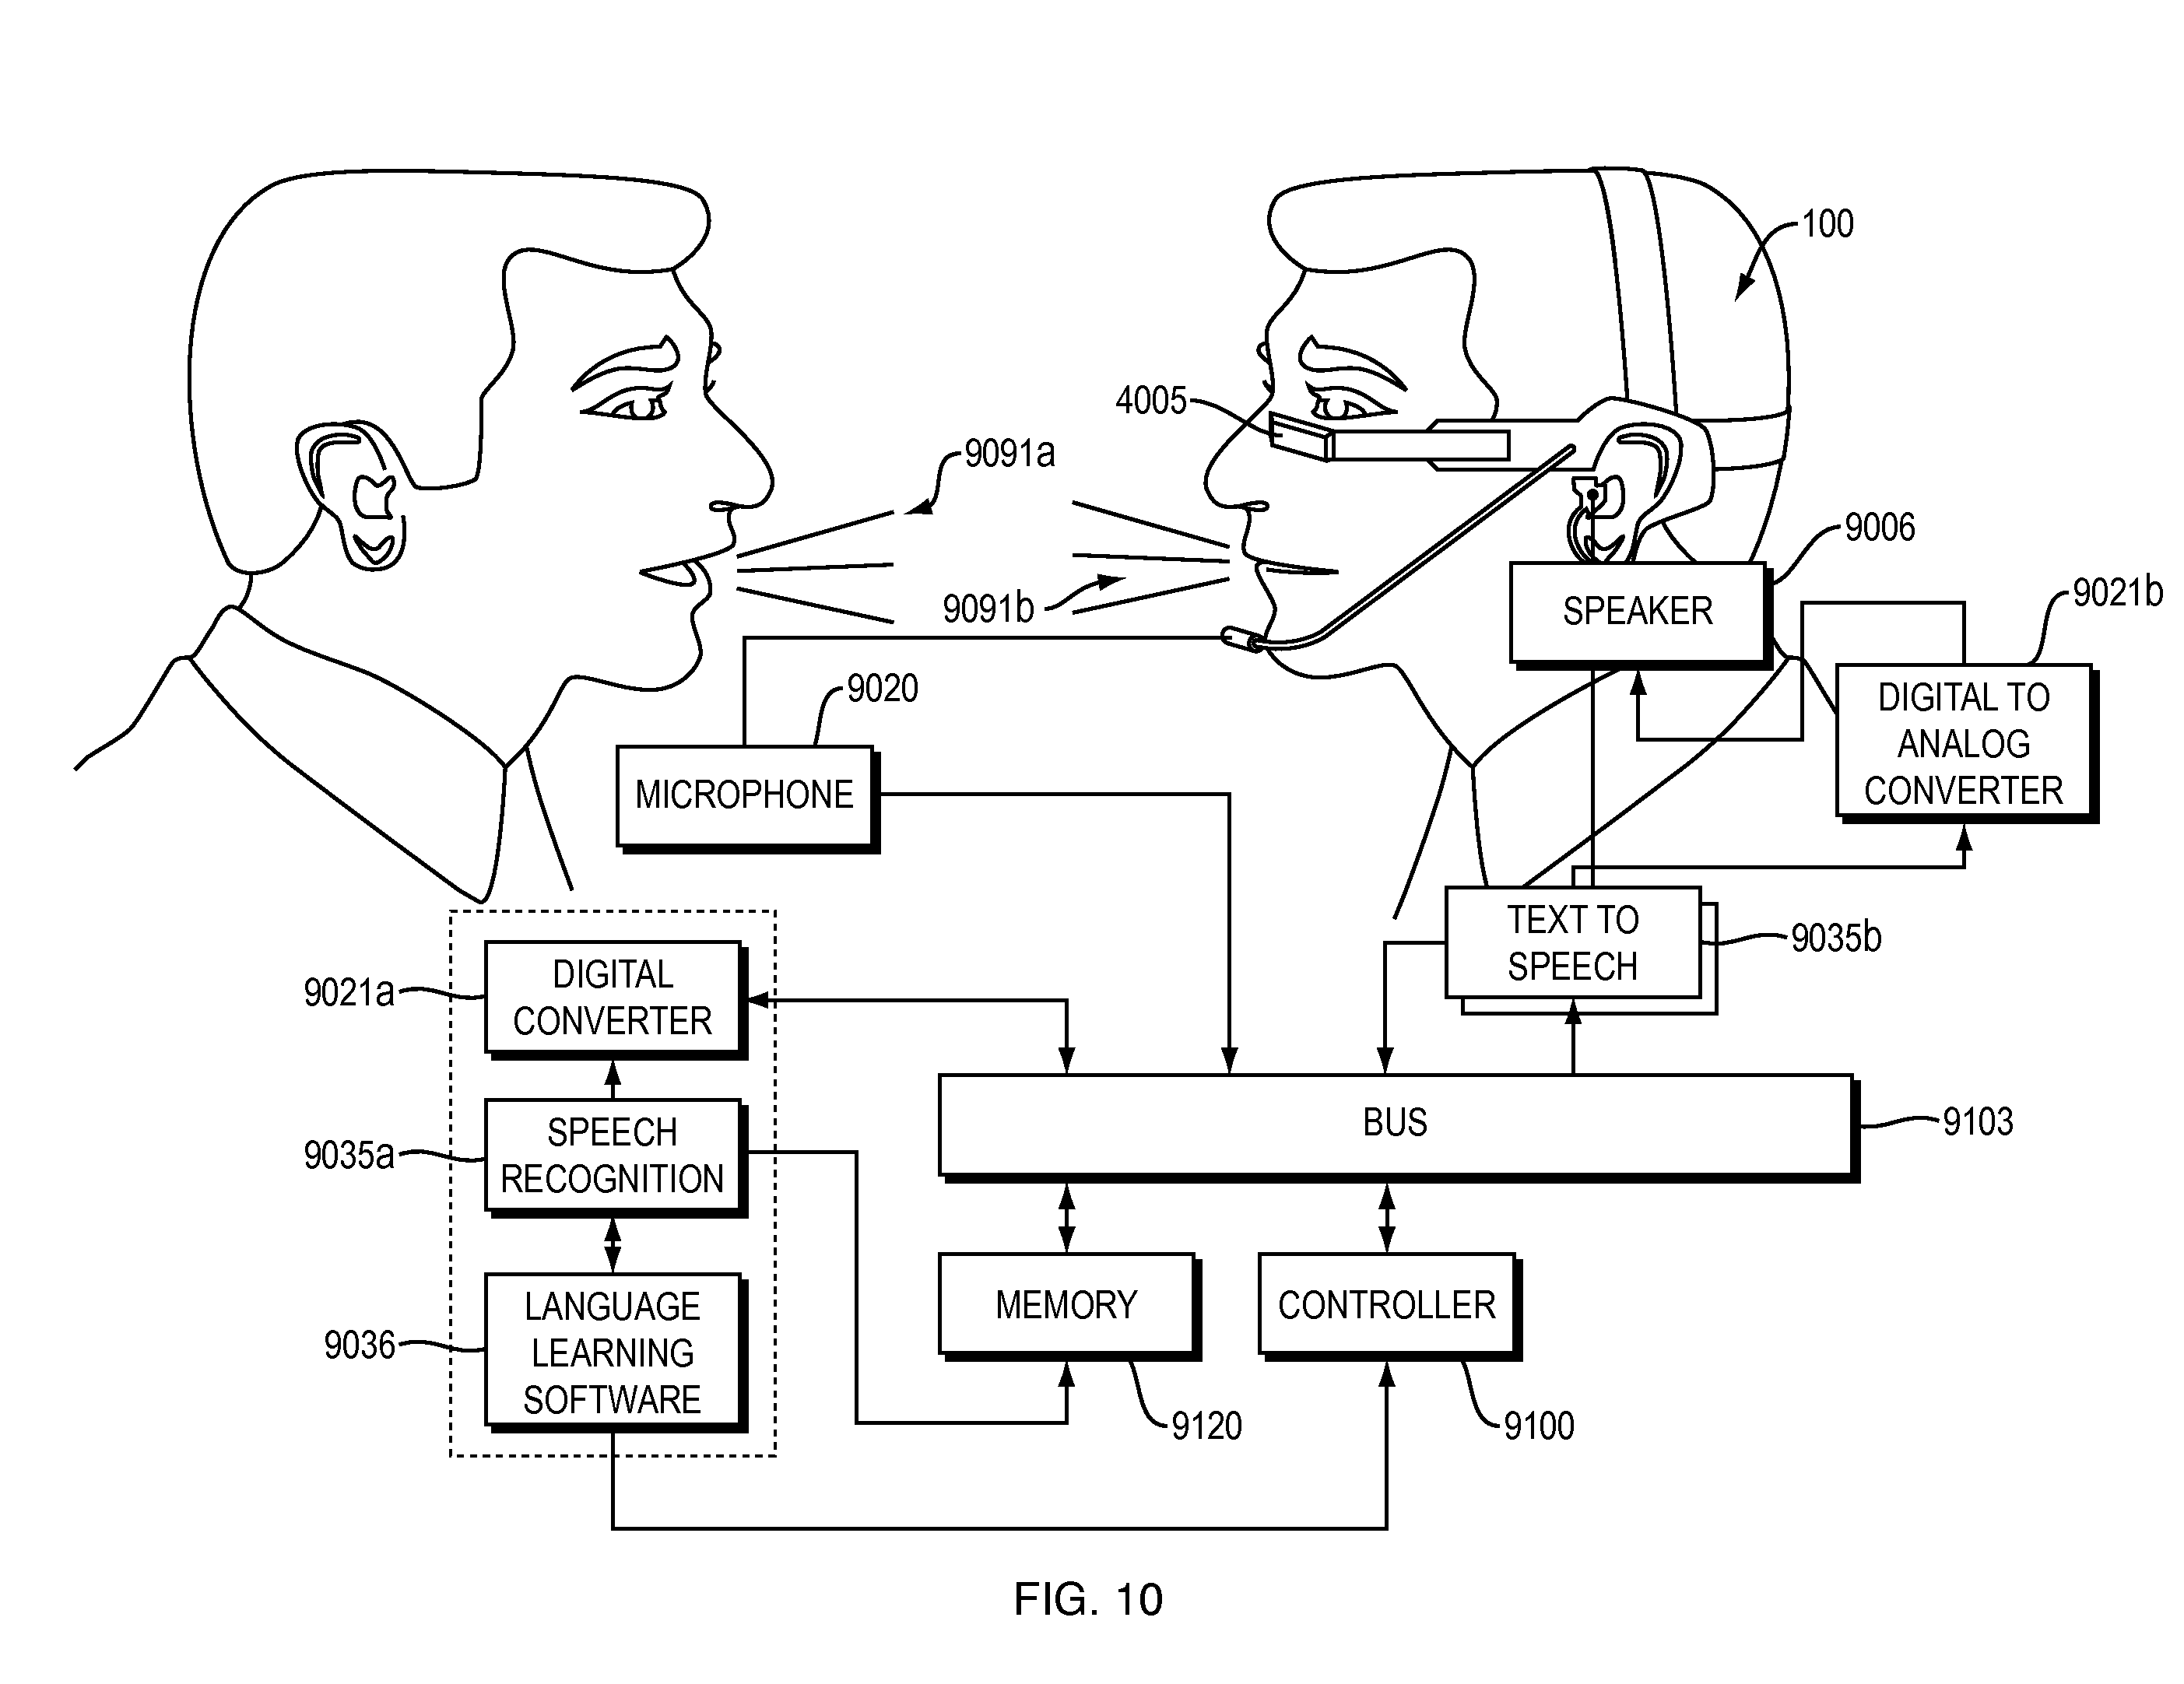 100
4005
9091a
9006
9091b
9021b
SPEAKER
9020
DIGITAL TO
ANALOG
CONVERTER
MICROPHONE
TEXT TO
SPEECH
9035b
9021a
DIGITAL
CONVERTER
BUS
9103
9035a
SPEECH
RECOGNITION
9036
LANGUAGE
LEARNING
SOFTWARE
MEMORY
CONTROLLER
9120
9100
FIG. 10